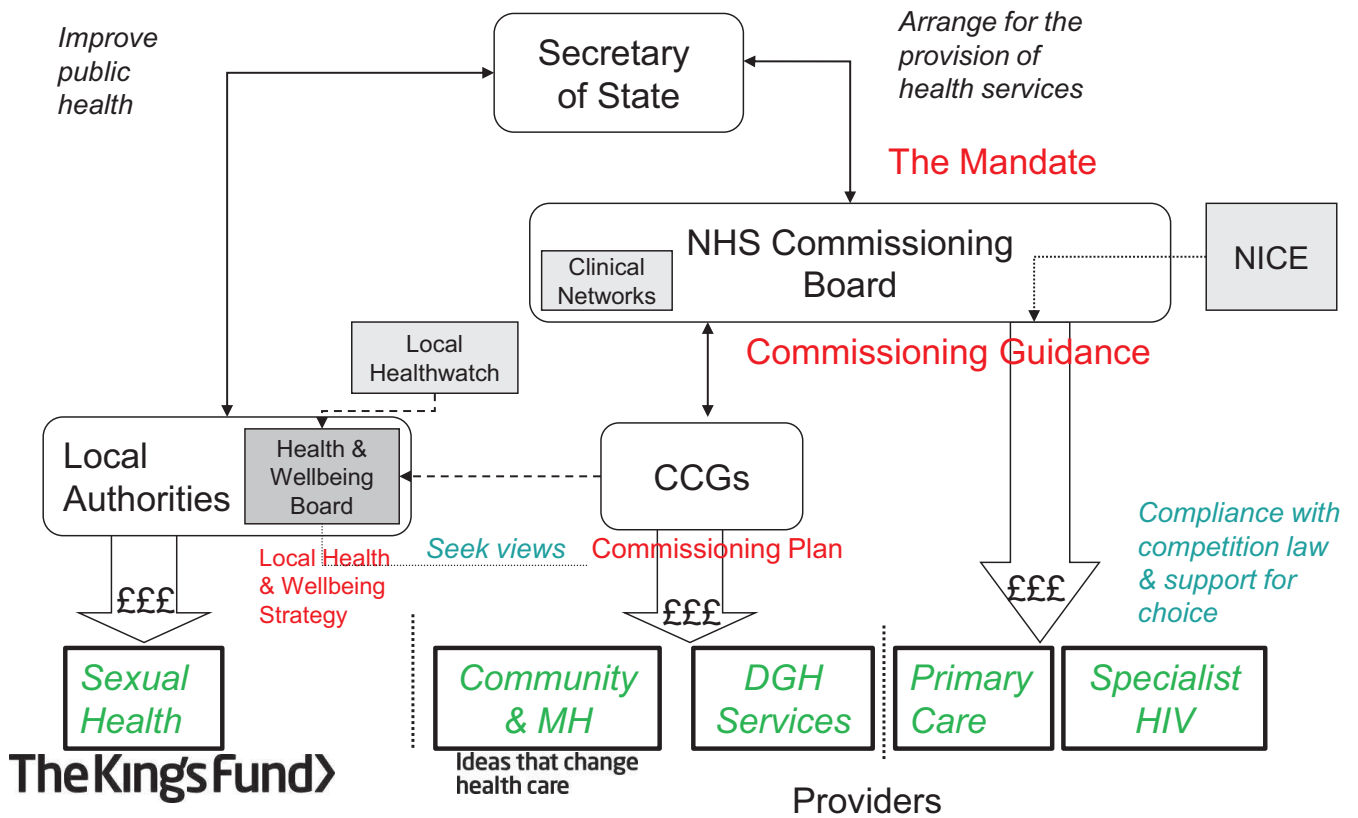 Improve
public
health
Secretary
of State
Arrange for the
provision of
health services
The Mandate
NHS Commissioning
Board
Clinical
Networks
NICE
Local
Healthwatch
Commissioning Guidance
Local
Authorities
Health &
Wellbeing
Board
CCGs
Compliance with
competition law
& support for
choice
Local Health
& Wellbeing
Strategy
Seek views
Commissioning Plan
£££
£££
£££
Sexual
Health
Community
& MH
DGH
Services
Primary
Care
Specialist
HIV
TheKing'sFund>
Ideas that change
health care
Providers